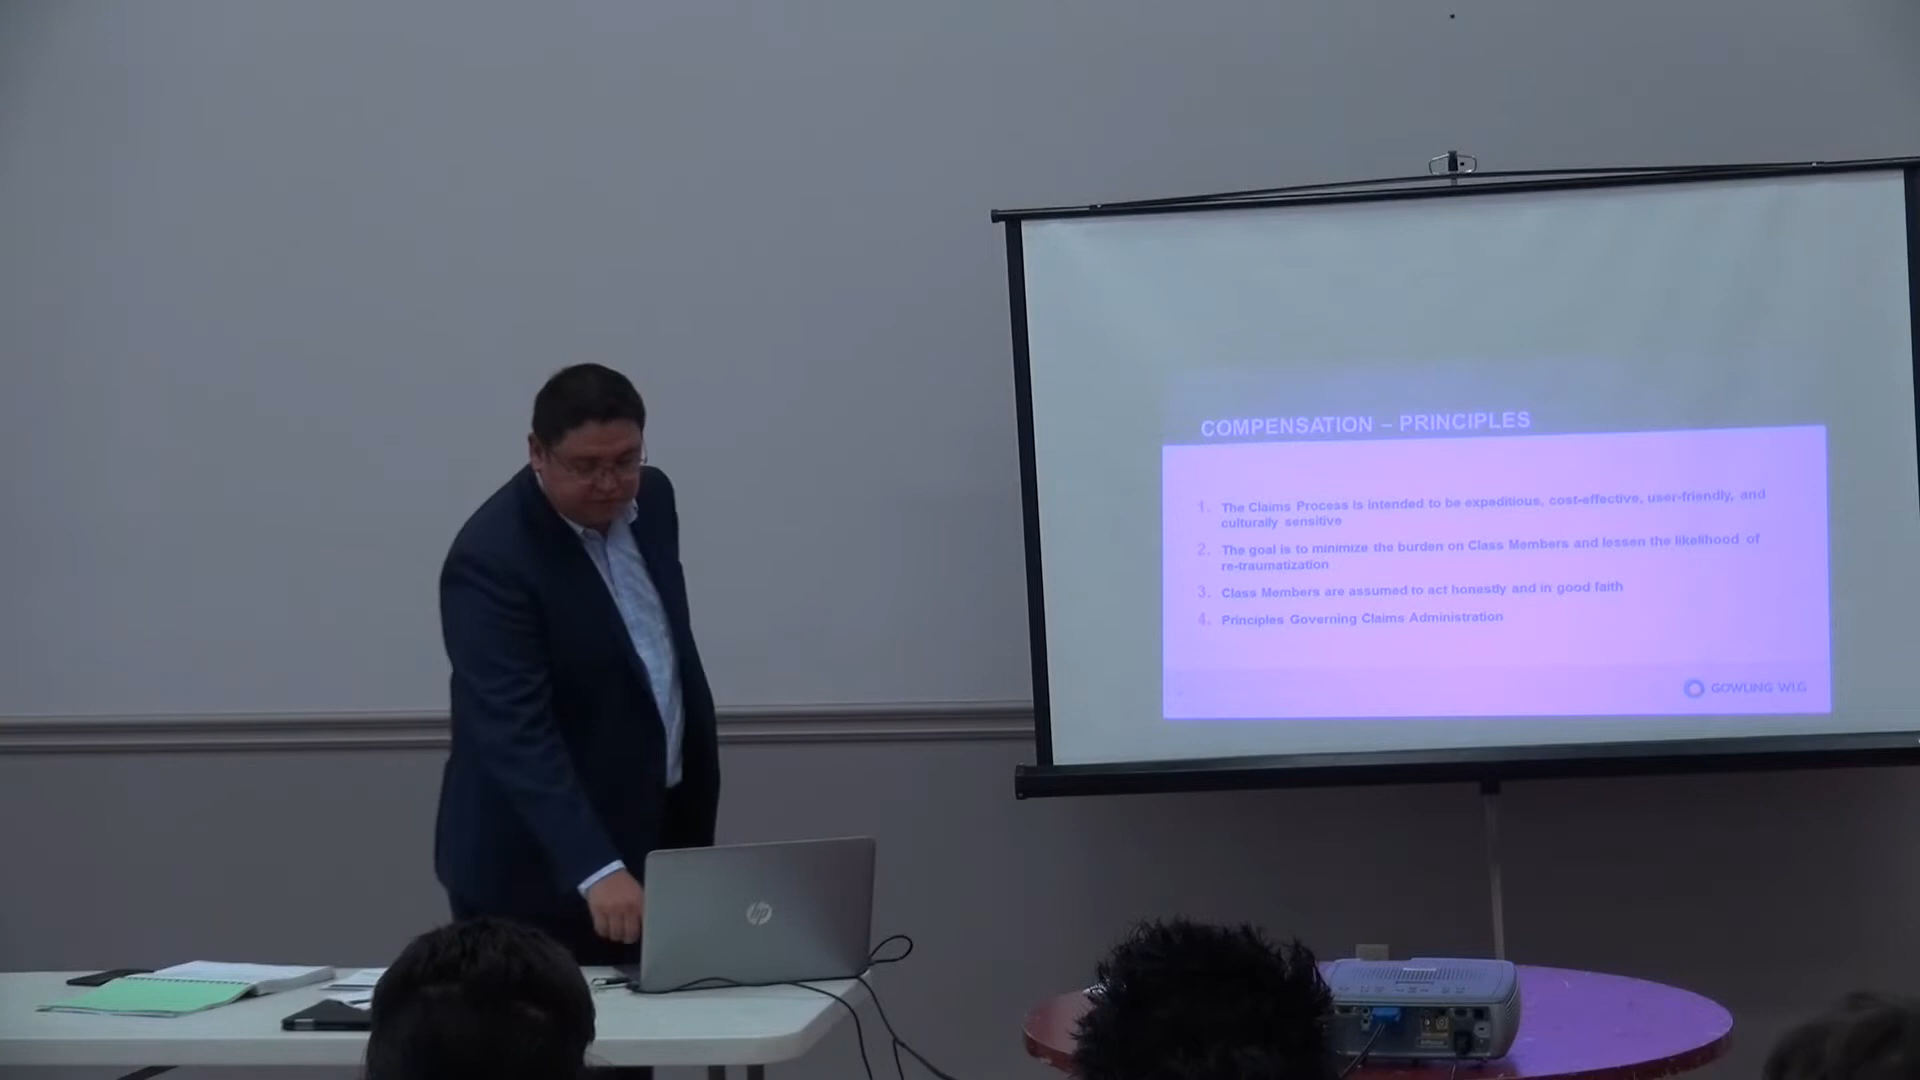 COMPENSATION – PRINCIPLES
1. The Claims Process is intended to be expeditious, cost-effective, user-friendly, and
culturally sensitive
2. The goal is to minimize the burden on Class Members and lessen the likelihood of
re-traumatization
3. Class Members are assumed to act honestly and in good faith
4. Principles Governing Claims Administration
GOWLING WLG
hp